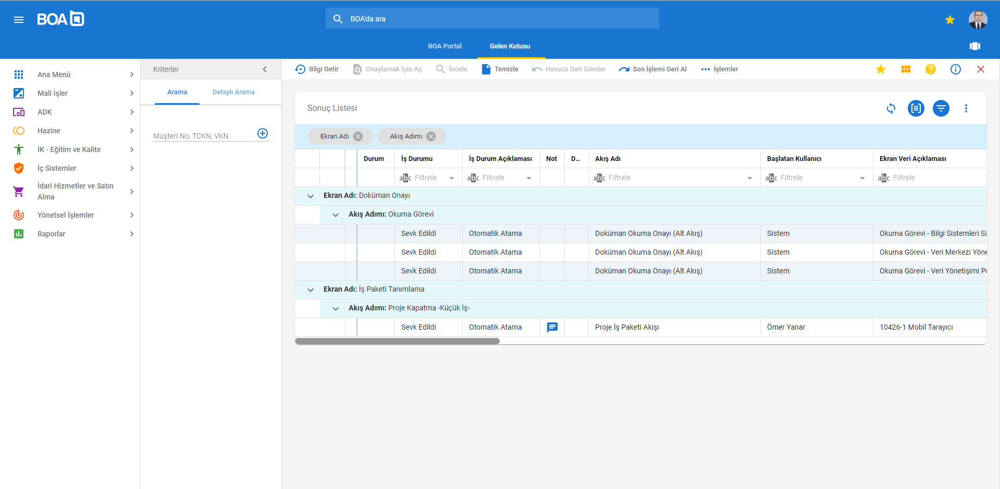 BOA
BOA'da ara
BOA Portal
Gelen Kutusu
Ana Menü
Mali İşler
ADK
Hazine
İK - Eğitim ve Kalite
İç Sistemler
İdari Hizmetler ve Satın
Alma
Yönetsel İşlemler
Raporlar
Kriterler
Arama
Detaylı Arama
Müşteri No, TCKN, VKN
Bilgi Getir
Onaylamak İçin Aç
İncele
Temizle
Havuza Geri Gönder
Son İşlemi Geri Al
İşlemler
Sonuç Listesi
Ekran Adı
Akış Adımı
Durum İş Durumu İş Durum Açıklaması Not D... Akış Adı Başlatan Kullanıcı Ekran Veri Açıklaması
abc Filtrele abc Filtrele abc Filtrele abc Filtrele abc Filtrele
Ekran Adı: Doküman Onayı
Akış Adımı: Okuma Görevi
Sevk Edildi Otomatik Atama Doküman Okuma Onayı (Alt Akış) Sistem Okuma Görevi - Bilgi Sistemleri Sü
Sevk Edildi Otomatik Atama Doküman Okuma Onayı (Alt Akış) Sistem Okuma Görevi - Veri Merkezi Yöne
Sevk Edildi Otomatik Atama Doküman Okuma Onayı (Alt Akış) Sistem Okuma Görevi - Veri Yönetişimi Po
Ekran Adı: İş Paketi Tanımlama
Akış Adımı: Proje Kapatma -Küçük İş-
Sevk Edildi Otomatik Atama Proje İş Paketi Akışı Ömer Yanar 10426-1 Mobil Tarayıcı